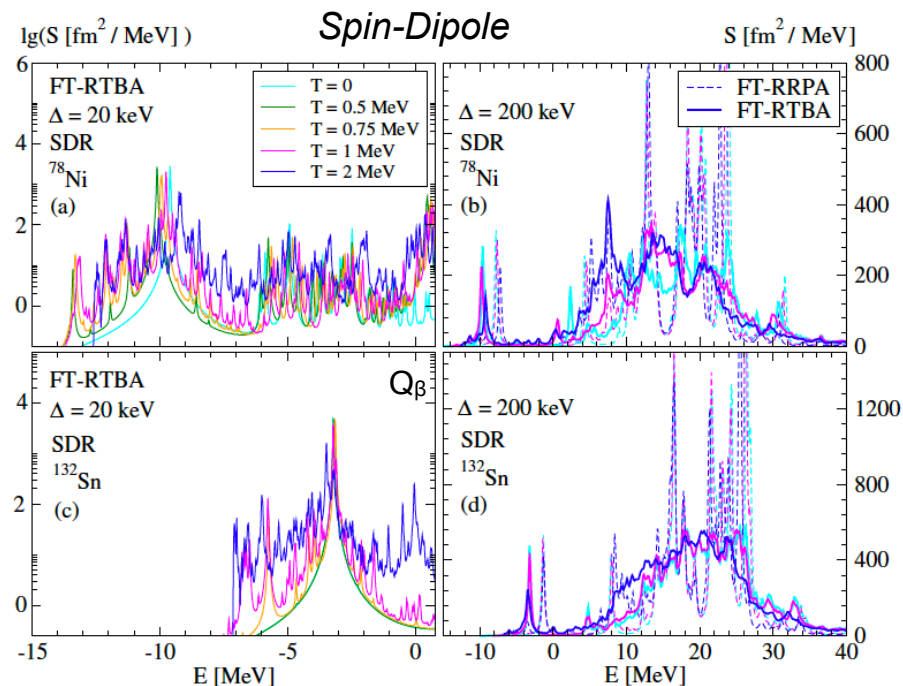 Spin-Dipole
lg(S [fm² / MeV] )
S [fm² / MeV]
6
4
2
0
FT-RTBA
Δ = 20 keV
SDR
⁷⁸Ni
(a)
T = 0
T = 0.5 MeV
T = 0.75 MeV
T = 1 MeV
T = 2 MeV
Δ = 200 keV
SDR
⁷⁸Ni
(b)
FT-RRPA
FT-RTBA
800
600
400
200
0
4
2
0
FT-RTBA
Δ = 20 keV
SDR
¹³²Sn
(c)
Qβ
Δ = 200 keV
SDR
¹³²Sn
(d)
1200
800
400
0
-15 -10 -5 0
E [MeV]
-10 0 10 20 30 40
E [MeV]